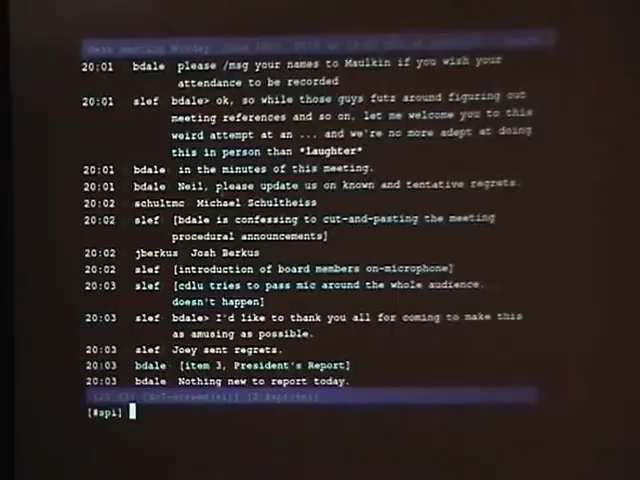 20:01 bdale please /msg your names to Maulkin if you wish your
attendance to be recorded
20:01 slef bdale> ok, so while those guys futz around figuring out
meeting references and so on, let me welcome you to this
weird attempt at an ... and we're no more adept at doing
this in person than *laughter*
20:01 bdale in the minutes of this meeting.
20:01 bdale Neil, please update us on known and tentative regrets.
20:02 schultmc Michael Schultheiss
20:02 slef [bdale is confessing to cut-and-pasting the meeting
procedural announcements]
20:02 jberkus Josh Berkus
20:02 slef [introduction of board members on-microphone]
20:03 slef [cdlu tries to pass mic around the whole audience.
doesn't happen]
20:03 slef bdale> I'd like to thank you all for coming to make this
as amusing as possible.
20:03 slef Joey sent regrets.
20:03 bdale [item 3, President's Report]
20:03 bdale Nothing new to report today.
[#spi]